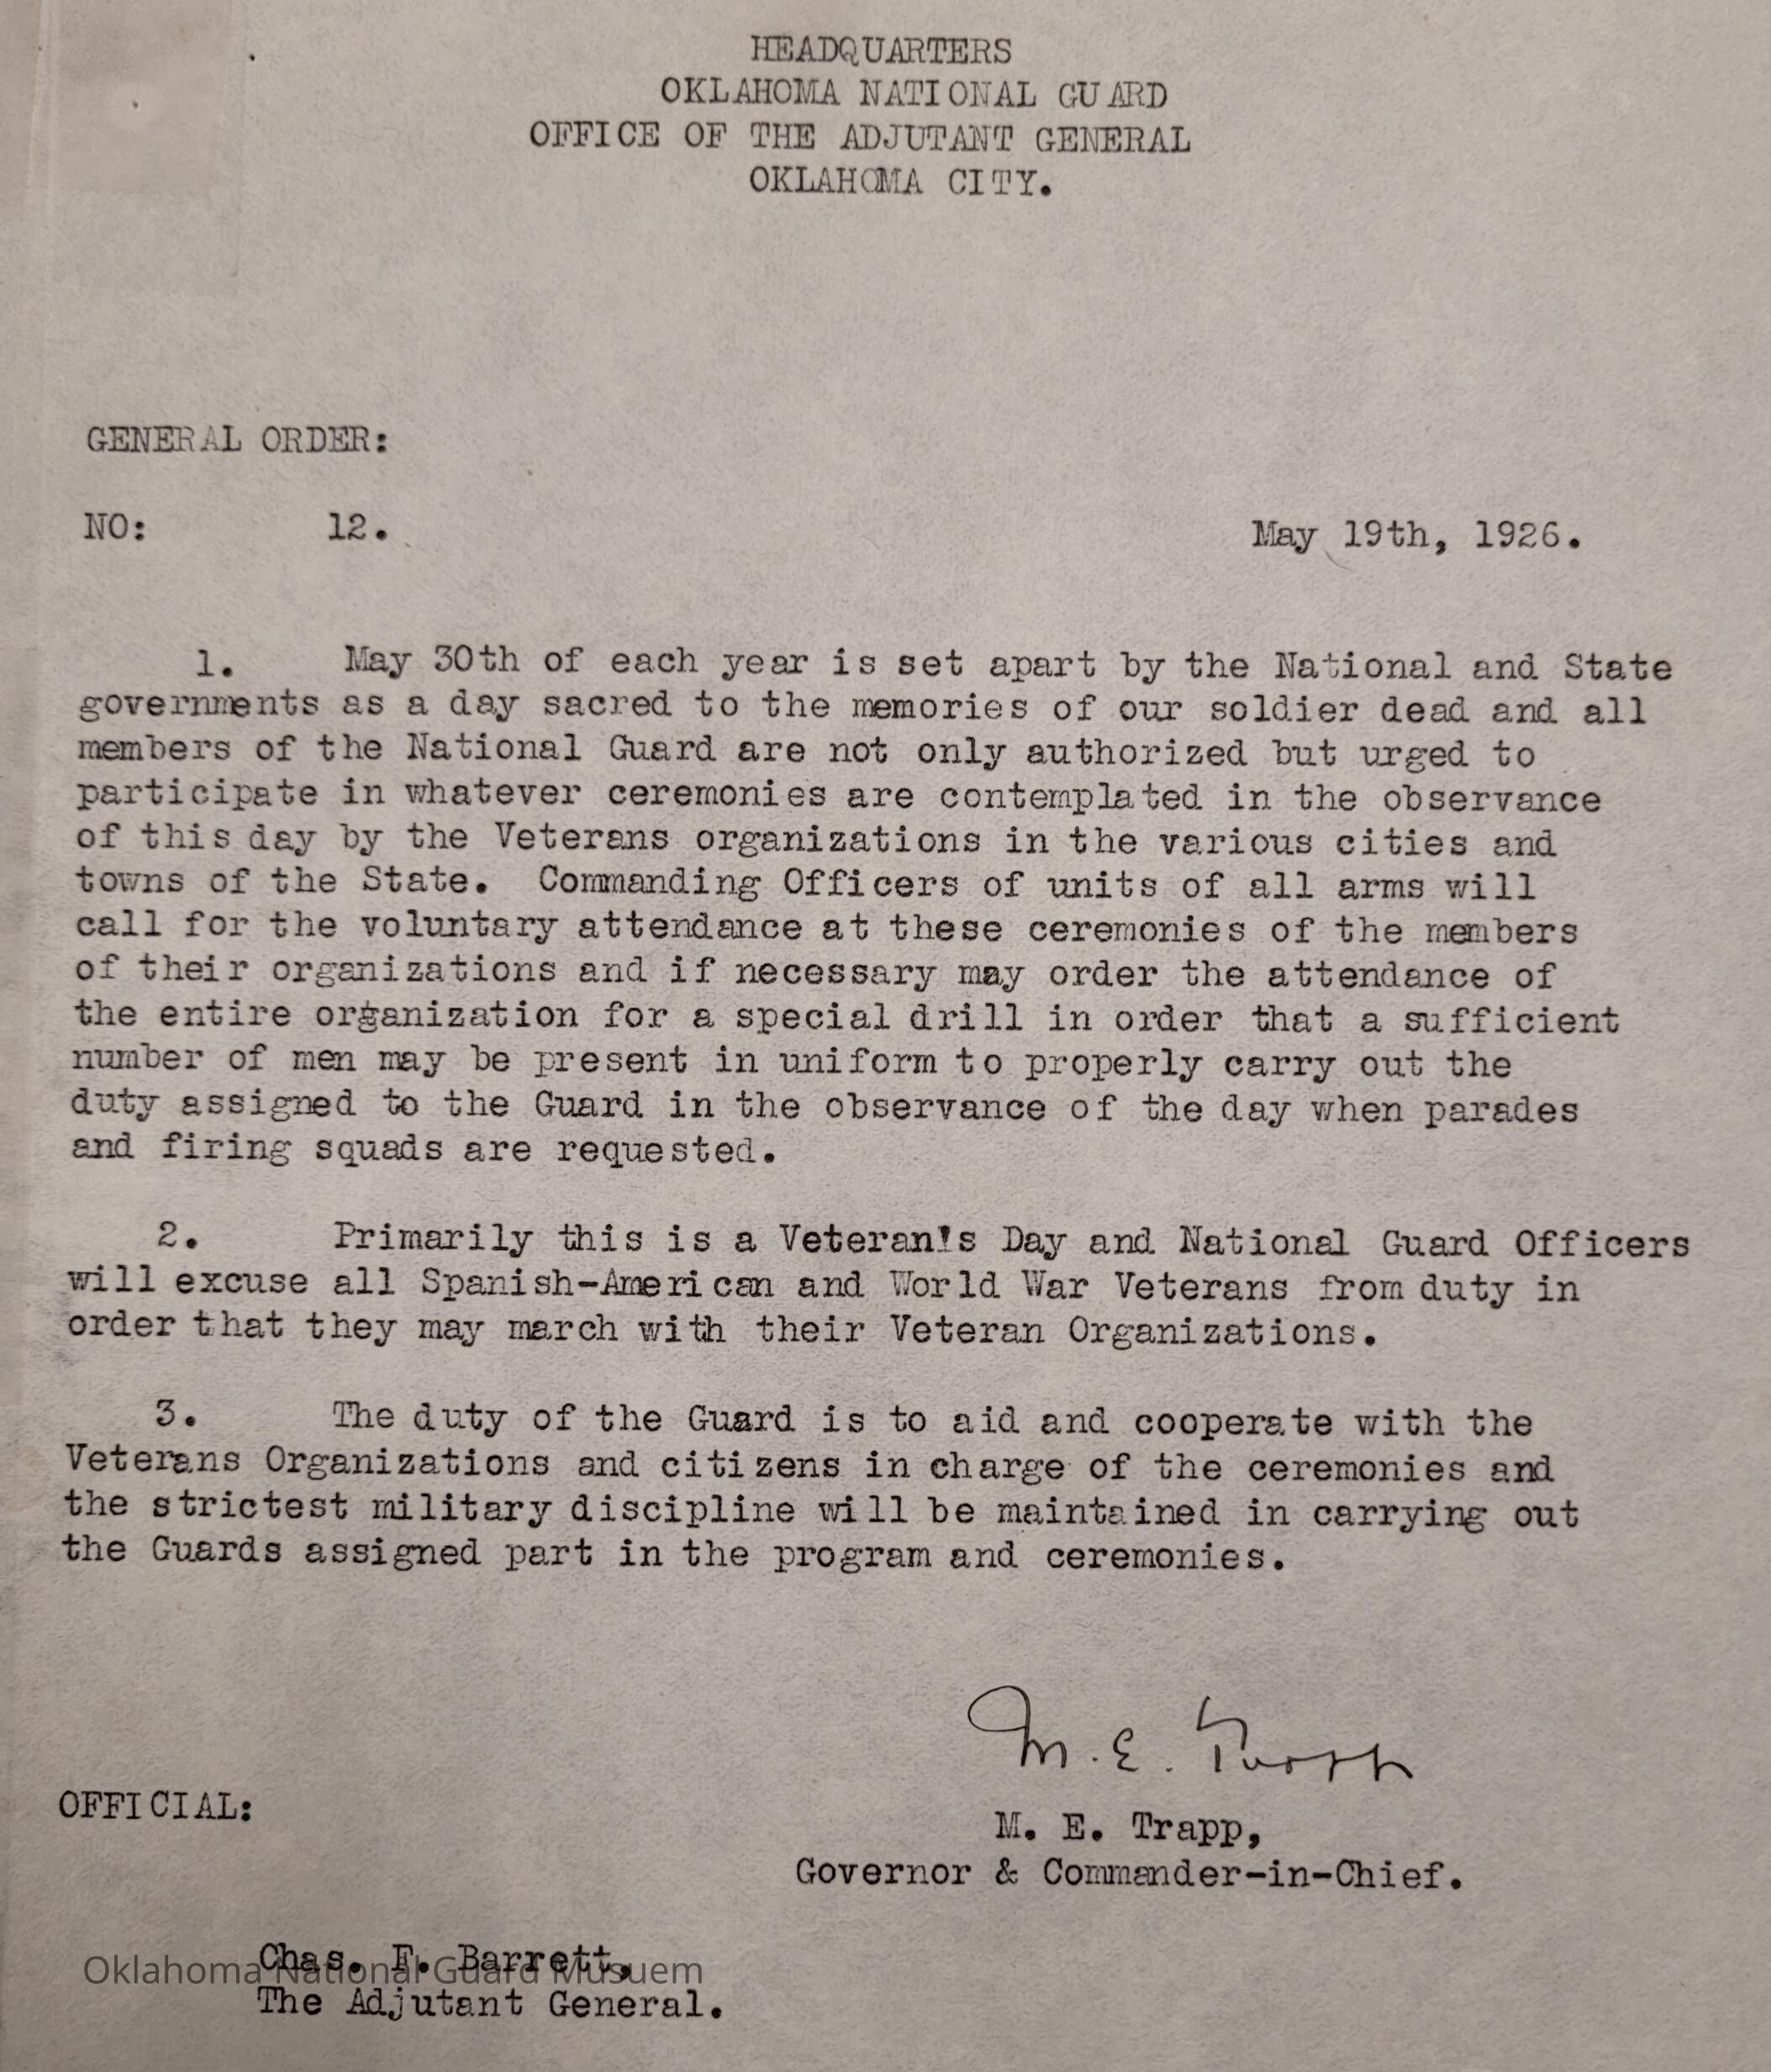 HEADQUARTERS
OKLAHOMA NATIONAL GUARD
OFFICE OF THE ADJUTANT GENERAL
OKLAHOMA CITY.
GENERAL ORDER:
NO: 12. May 19th, 1926.
1. May 30th of each year is set apart by the National and State
governments as a day sacred to the memories of our soldier dead and all
members of the National Guard are not only authorized but urged to
participate in whatever ceremonies are contemplated in the observance
of this day by the Veterans organizations in the various cities and
towns of the State. Commanding Officers of units of all arms will
call for the voluntary attendance at these ceremonies of the members
of their organizations and if necessary may order the attendance of
the entire organization for a special drill in order that a sufficient
number of men may be present in uniform to properly carry out the
duty assigned to the Guard in the observance of the day when parades
and firing squads are requested.
2. Primarily this is a Veteran's Day and National Guard Officers
will excuse all Spanish-American and World War Veterans from duty in
order that they may march with their Veteran Organizations.
3. The duty of the Guard is to aid and cooperate with the
Veterans Organizations and citizens in charge of the ceremonies and
the strictest military discipline will be maintained in carrying out
the Guards assigned part in the program and ceremonies.
M. E. Trapp
OFFICIAL:
M. E. Trapp,
Governor & Commander-in-Chief.
Chas. F. Barrett,
Oklahoma National Guard Musuem
The Adjutant General.